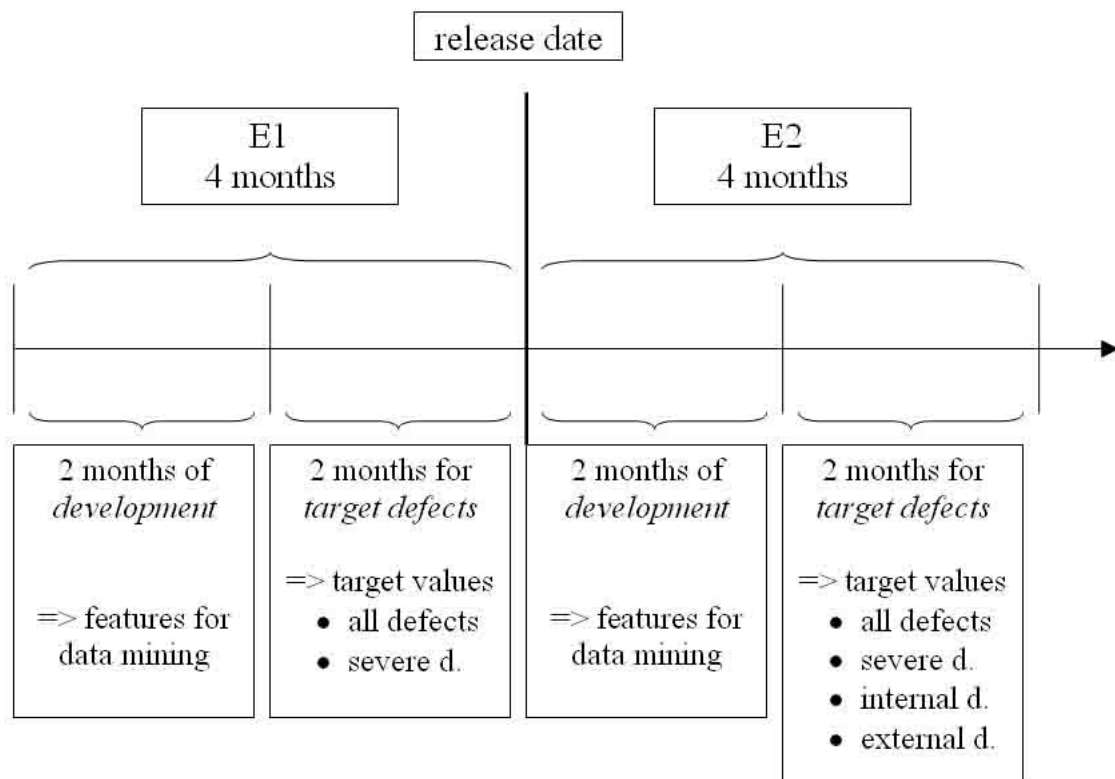 release date
E1
4 months
E2
4 months
2 months of
development
=> features for
data mining
2 months for
target defects
=> target values
• all defects
• severe d.
2 months of
development
=> features for
data mining
2 months for
target defects
=> target values
• all defects
• severe d.
• internal d.
• external d.